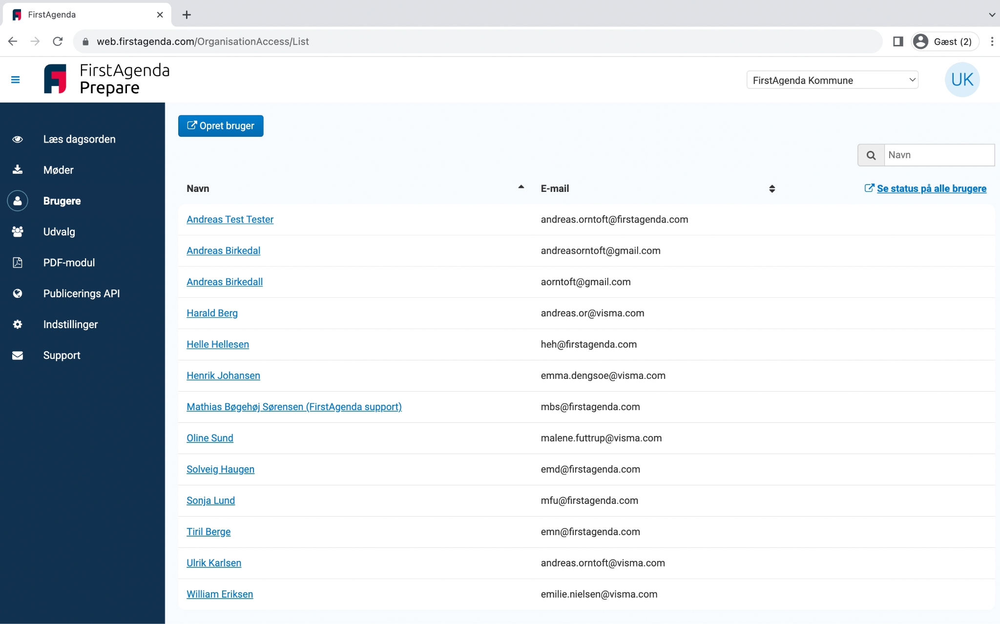 FirstAgenda
web.firstagenda.com/OrganisationAccess/List
Gæst (2)
FirstAgenda
Prepare
FirstAgenda Kommune
UK
Læs dagsorden
Møder
Brugere
Udvalg
PDF-modul
Publicerings API
Indstillinger
Support
Opret bruger
Navn
Navn E-mail Se status på alle brugere
Andreas Test Tester andreas.orntoft@firstagenda.com
Andreas Birkedal andreasorntoft@gmail.com
Andreas Birkedall aorntoft@gmail.com
Harald Berg andreas.or@visma.com
Helle Hellesen heh@firstagenda.com
Henrik Johansen emma.dengsoe@visma.com
Mathias Bøgehøj Sørensen (FirstAgenda support) mbs@firstagenda.com
Oline Sund malene.futtrup@visma.com
Solveig Haugen emd@firstagenda.com
Sonja Lund mfu@firstagenda.com
Tiril Berge emn@firstagenda.com
Ulrik Karlsen andreas.orntoft@visma.com
William Eriksen emilie.nielsen@visma.com